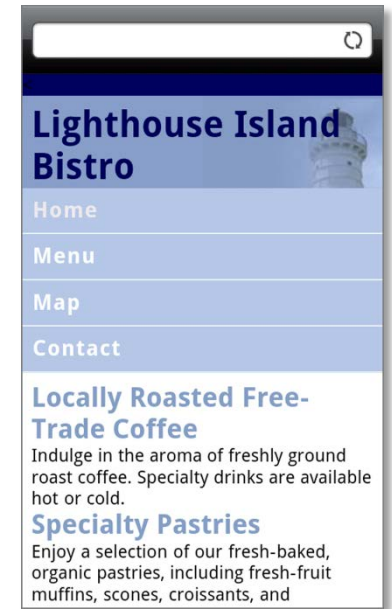 Lighthouse Island
Bistro
Home
Menu
Map
Contact
Locally Roasted Free-
Trade Coffee
Indulge in the aroma of freshly ground
roast coffee. Specialty drinks are available
hot or cold.
Specialty Pastries
Enjoy a selection of our fresh-baked,
organic pastries, including fresh-fruit
muffins, scones, croissants, and